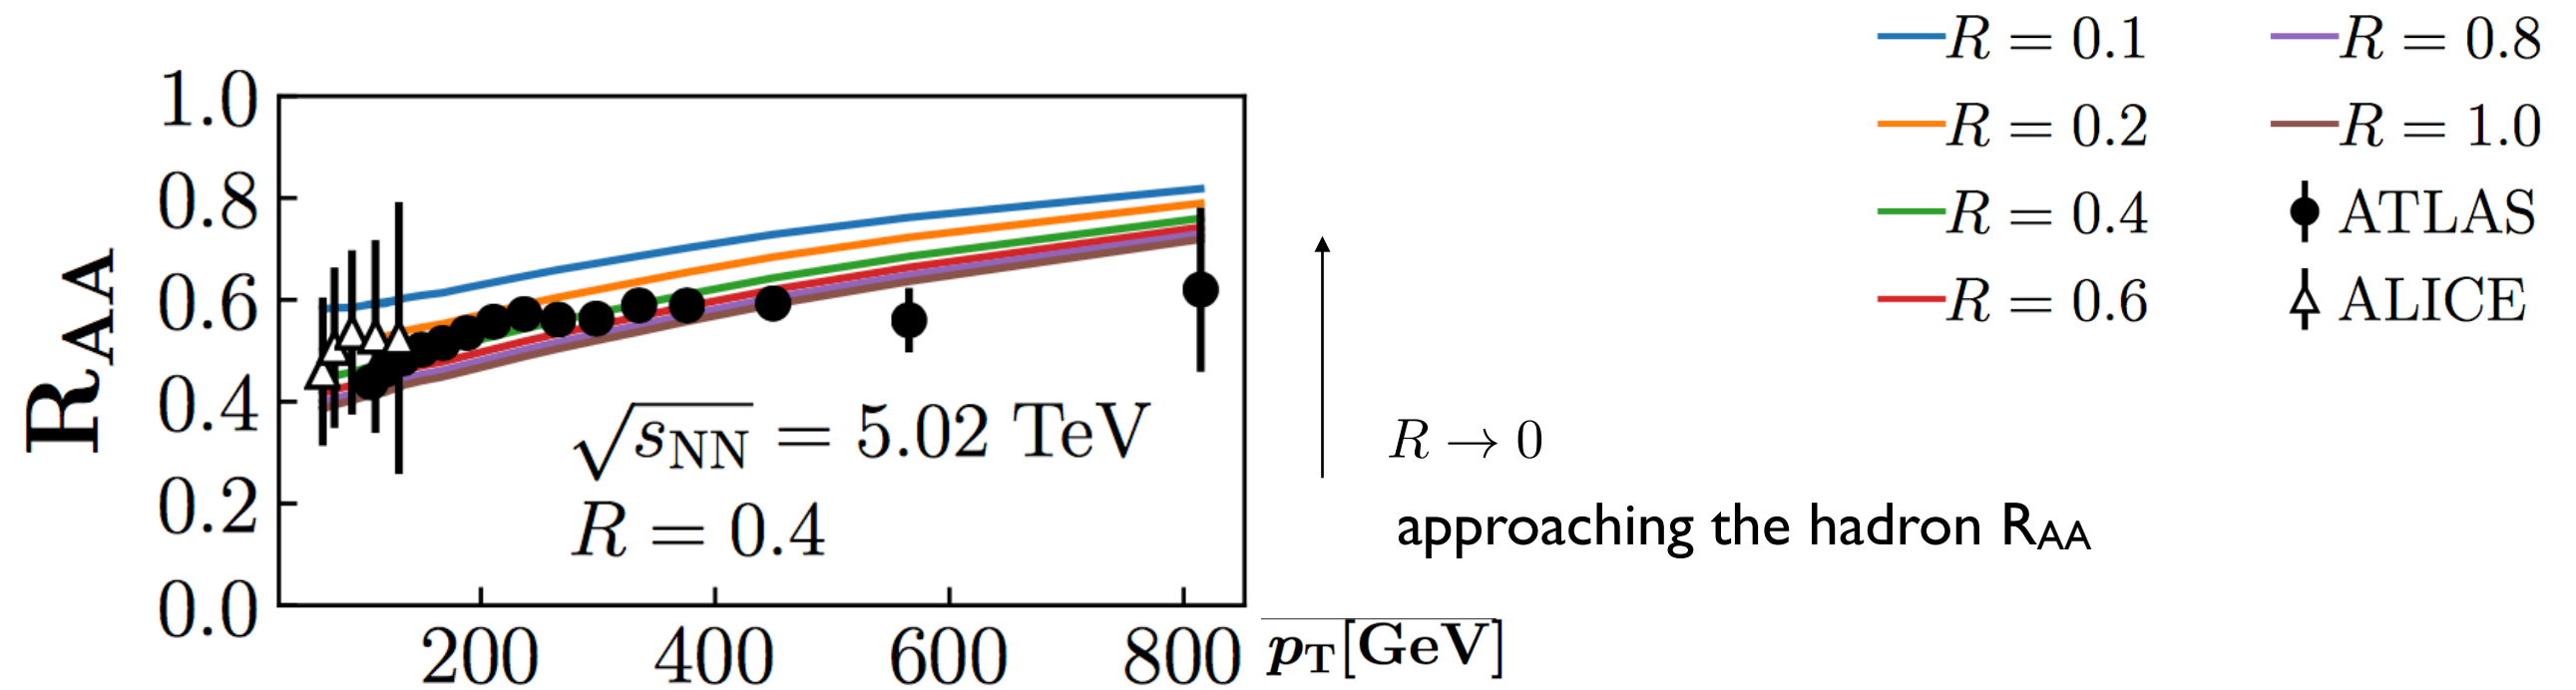 R = 0.1
R = 0.8
R = 0.2
R = 1.0
R = 0.4
ATLAS
R = 0.6
ALICE
R_AA
1.0
0.8
0.6
0.4
0.2
0.0
√s_NN = 5.02 TeV
R = 0.4
R → 0
approaching the hadron R_AA
200 400 600 800
p_T[GeV]